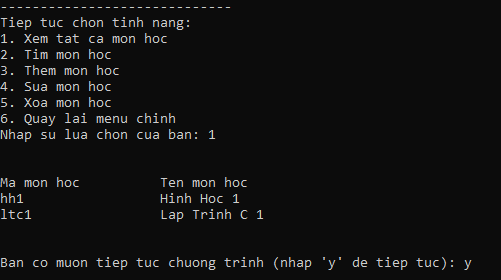 -----------------------------
Tiep tuc chon tinh nang:
1. Xem tat ca mon hoc
2. Tim mon hoc
3. Them mon hoc
4. Sua mon hoc
5. Xoa mon hoc
6. Quay lai menu chinh
Nhap su lua chon cua ban: 1
Ma mon hoc Ten mon hoc
hh1 Hinh Hoc 1
ltc1 Lap Trinh C 1
Ban co muon tiep tuc chuong trinh (nhap 'y' de tiep tuc): y